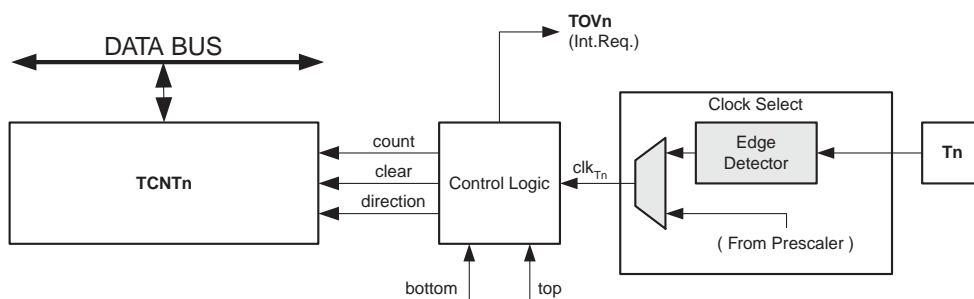 TOVn
(Int.Req.)
DATA BUS
Clock Select
count
Edge
Detector
Tn
TCNTn
clear
Control Logic
clkTn
direction
( From Prescaler )
bottom
top